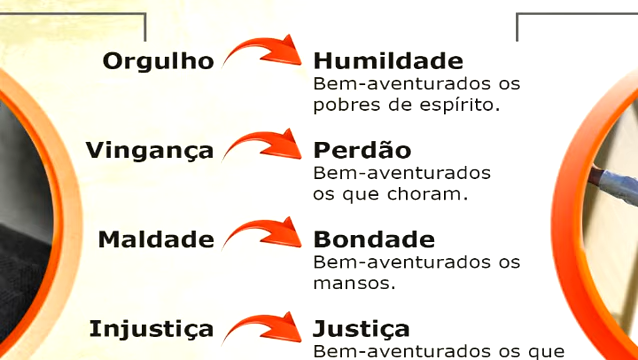 Orgulho
Humildade
Bem-aventurados os
pobres de espírito.
Vingança
Perdão
Bem-aventurados
os que choram.
Maldade
Bondade
Bem-aventurados os
mansos.
Injustiça
Justiça
Bem-aventurados os que